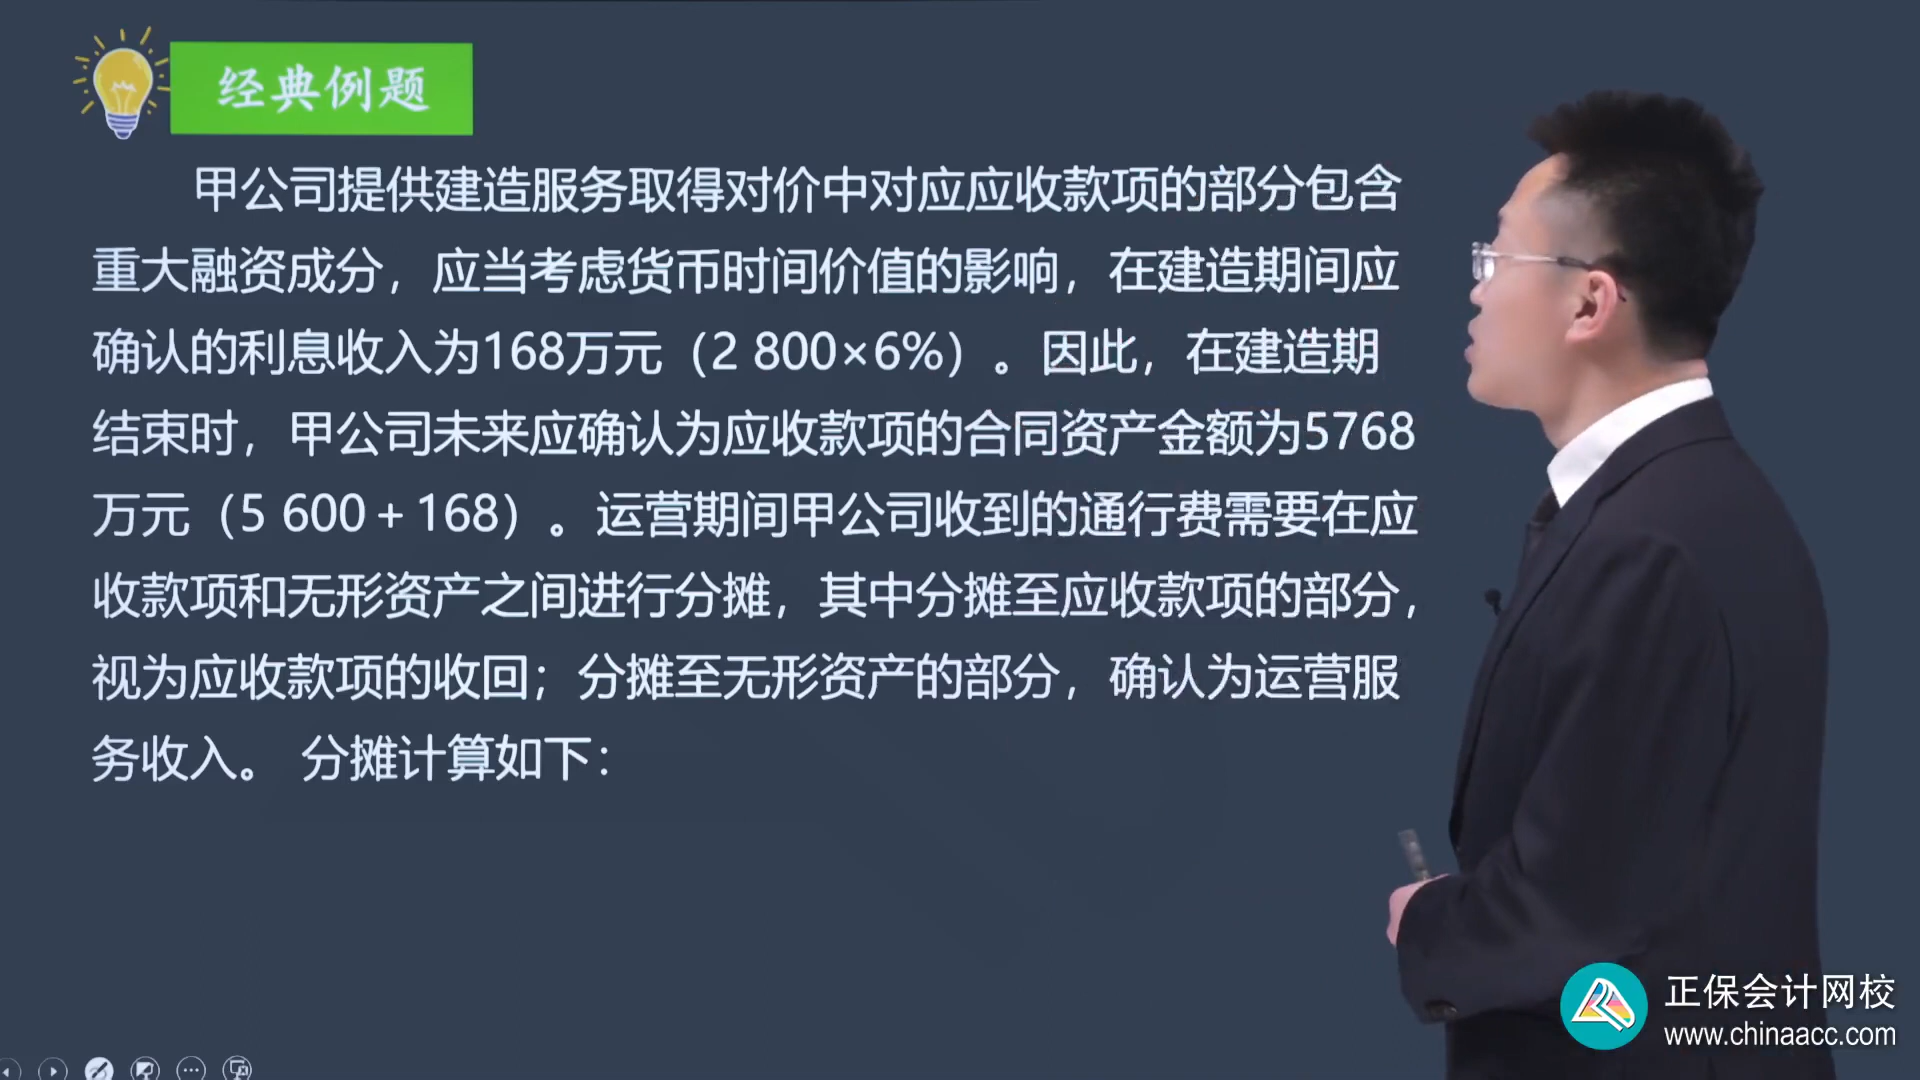 经典例题
甲公司提供建造服务取得对价中对应应收款项的部分包含
重大融资成分，应当考虑货币时间价值的影响，在建造期间应
确认的利息收入为168万元（2 800×6%）。因此，在建造期
结束时，甲公司未来应确认为应收款项的合同资产金额为5768
万元（5 600＋168）。运营期间甲公司收到的通行费需要在应
收款项和无形资产之间进行分摊，其中分摊至应收款项的部分，
视为应收款项的收回；分摊至无形资产的部分，确认为运营服
务收入。 分摊计算如下：
正保会计网校
www.chinaacc.com